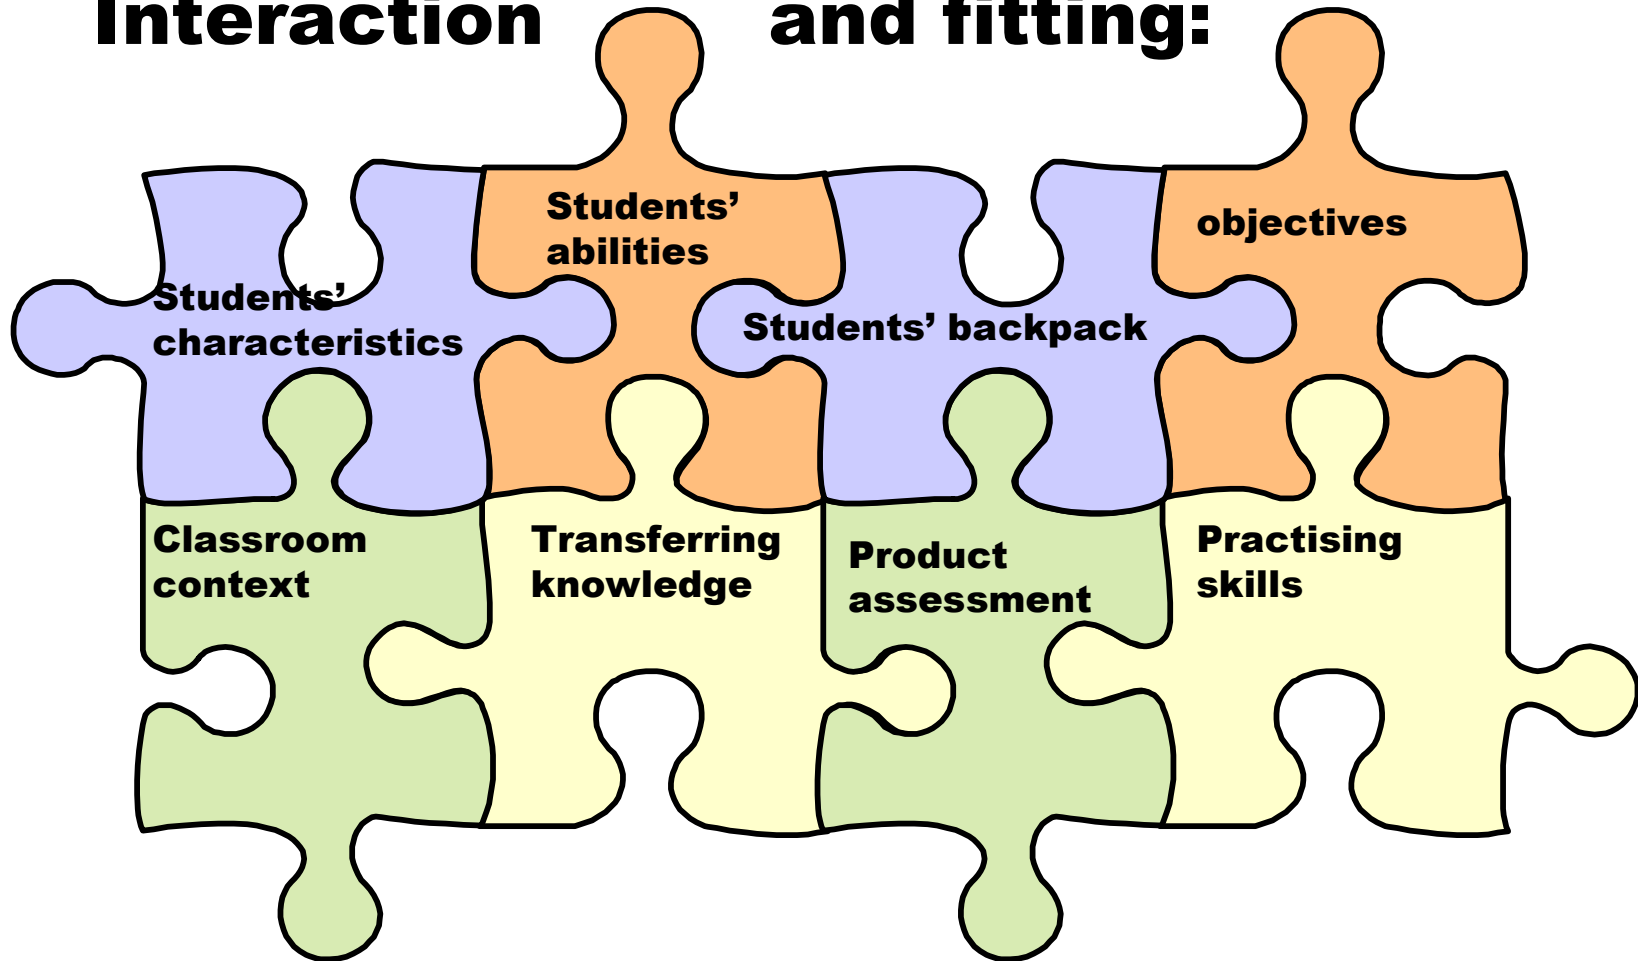 Interaction and fitting:
Students’
abilities
objectives
Students’
characteristics
Students’ backpack
Classroom
context
Transferring
knowledge
Product
assessment
Practising
skills